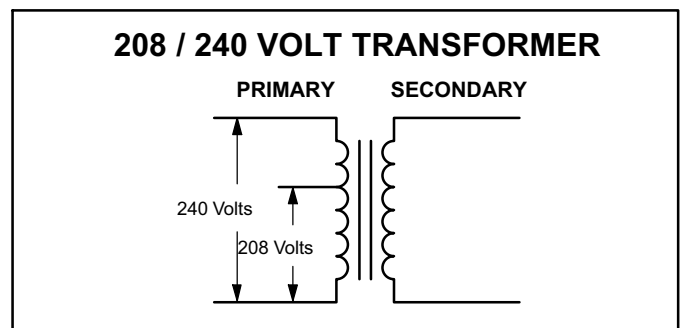 208 / 240 VOLT TRANSFORMER
PRIMARY SECONDARY
240 Volts
208 Volts